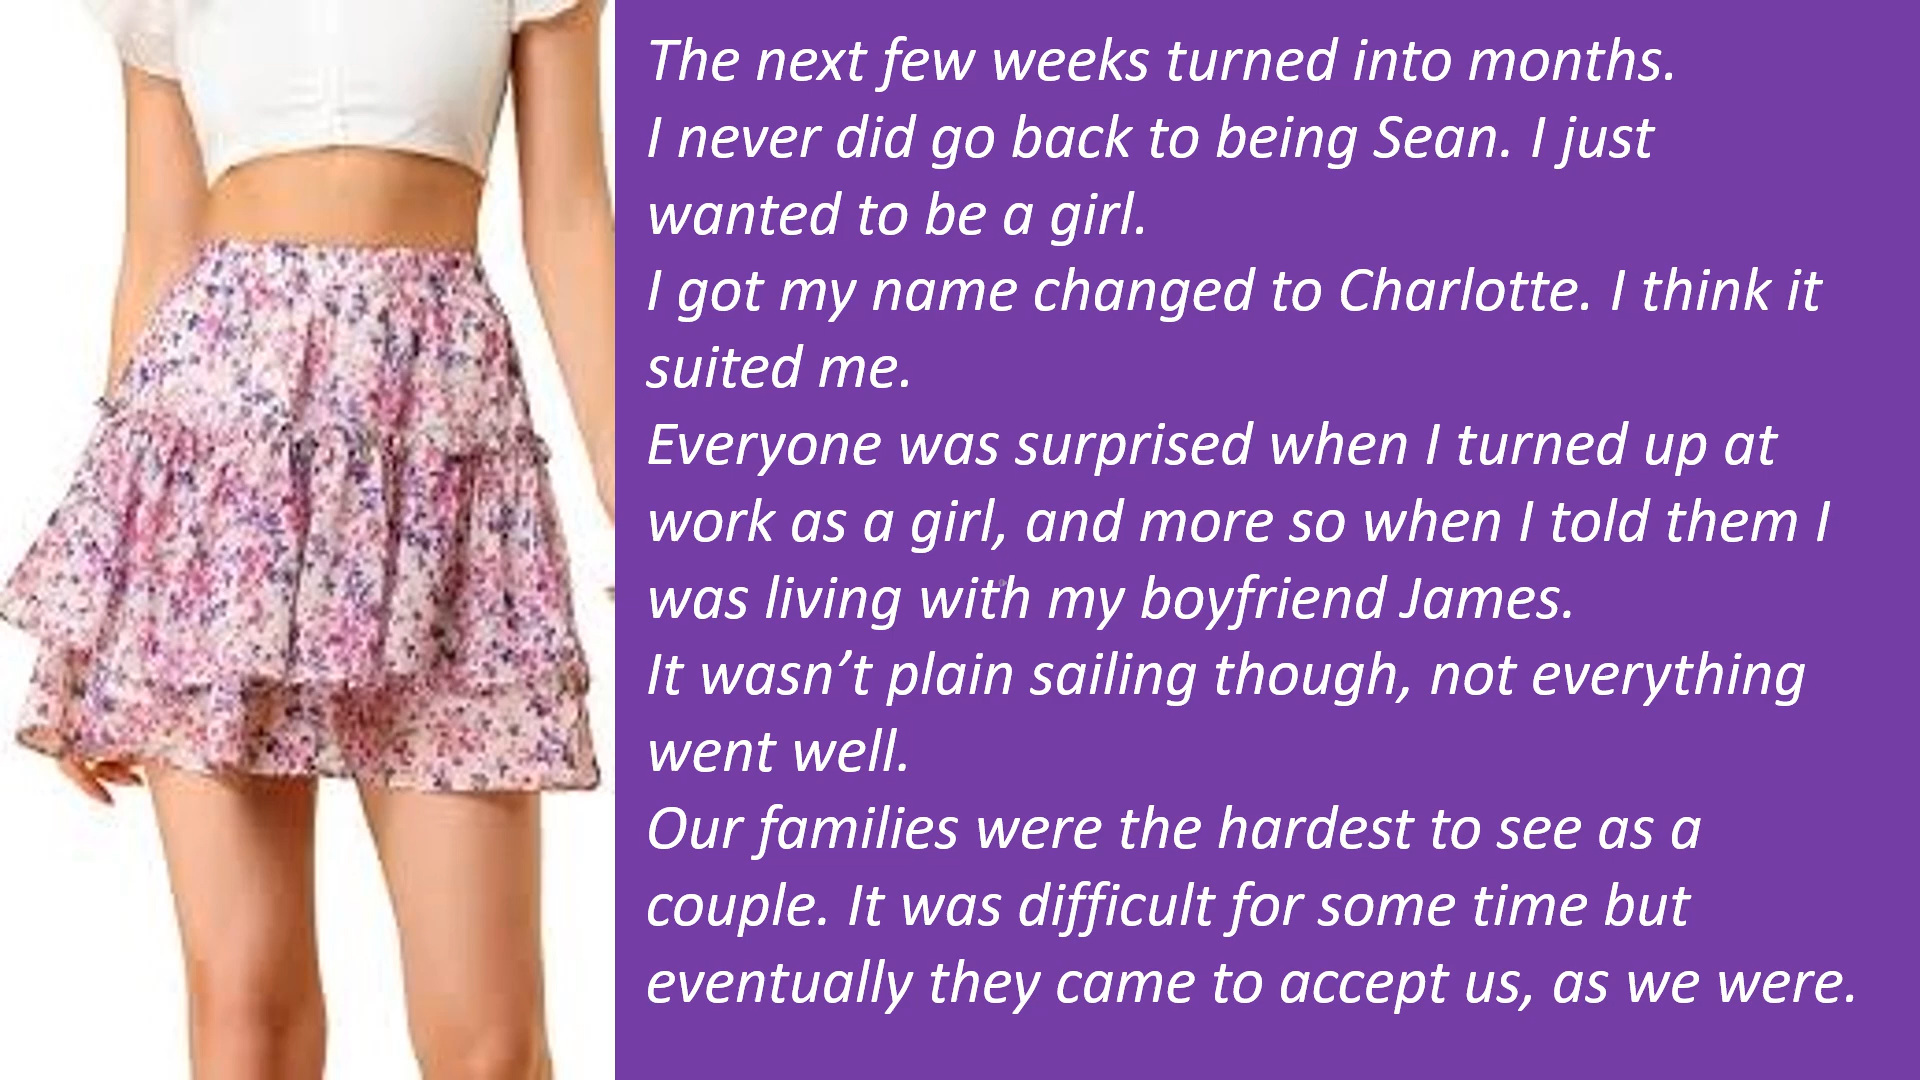 The next few weeks turned into months.
I never did go back to being Sean. I just
wanted to be a girl.
I got my name changed to Charlotte. I think it
suited me.
Everyone was surprised when I turned up at
work as a girl, and more so when I told them I
was living with my boyfriend James.
It wasn’t plain sailing though, not everything
went well.
Our families were the hardest to see as a
couple. It was difficult for some time but
eventually they came to accept us, as we were.